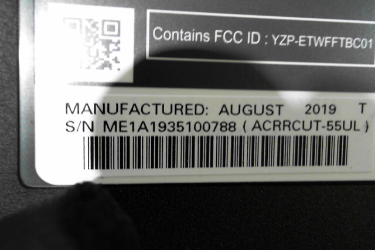 Contains FCC ID : YZP-ETWFFTBC01
MANUFACTURED: AUGUST 2019 T
S/N ME1A1935100788 ( ACRRCUT-55UL )